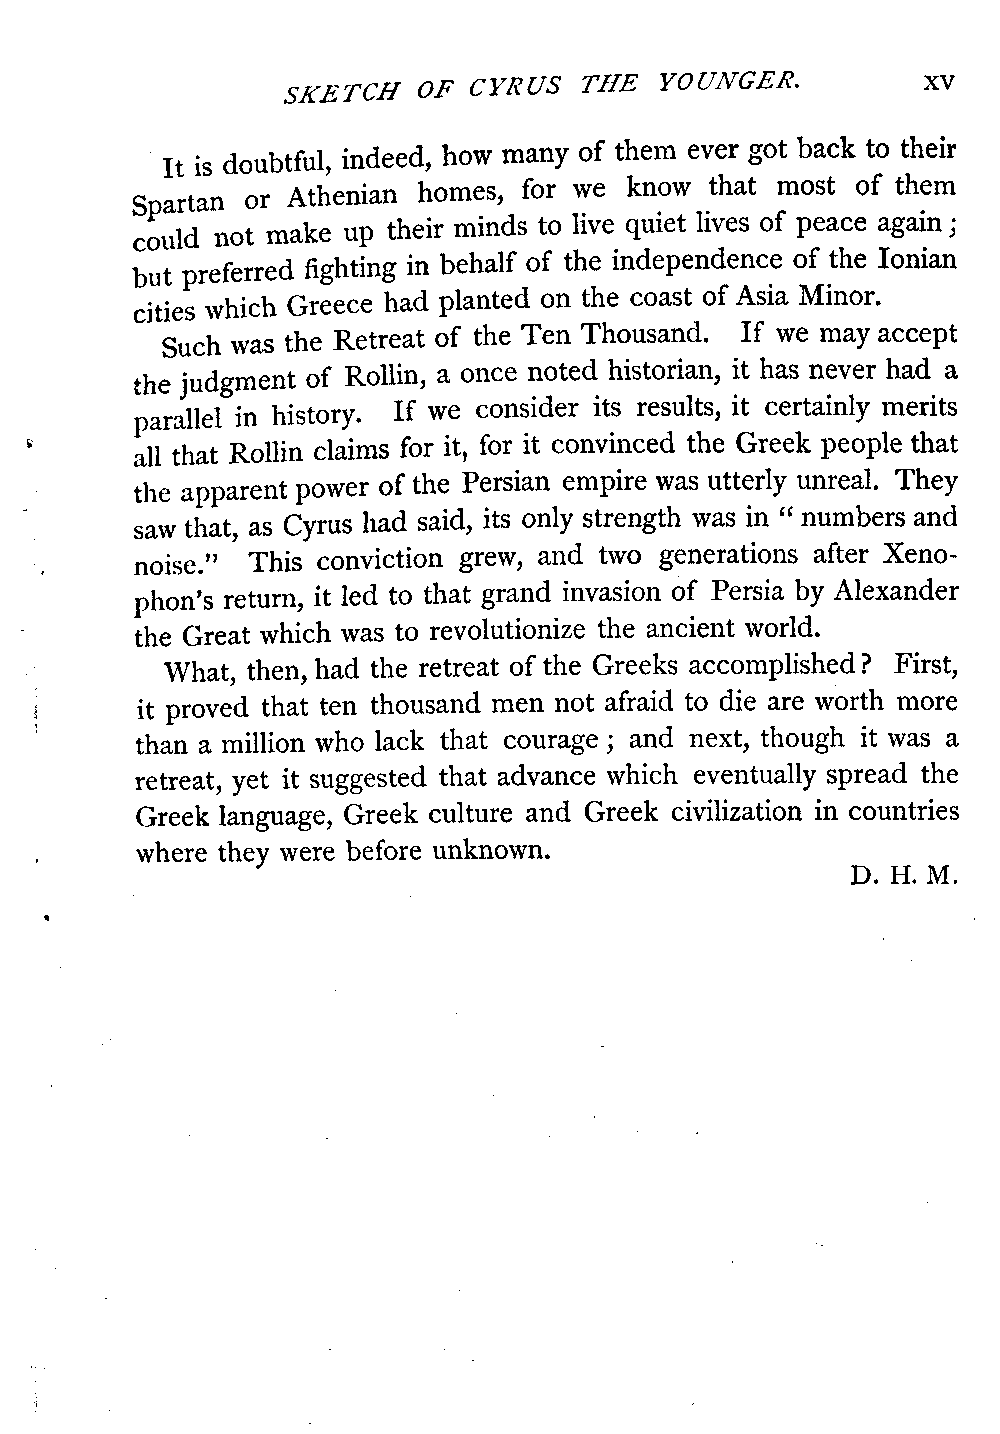 SKETCH OF CYRUS THE YOUNGER. xv
It is doubtful, indeed, how many of them ever got back to their
Spartan or Athenian homes, for we know that most of them
could not make up their minds to live quiet lives of peace again;
but preferred fighting in behalf of the independence of the Ionian
cities which Greece had planted on the coast of Asia Minor.
Such was the Retreat of the Ten Thousand. If we may accept
the judgment of Rollin, a once noted historian, it has never had a
parallel in history. If we consider its results, it certainly merits
all that Rollin claims for it, for it convinced the Greek people that
the apparent power of the Persian empire was utterly unreal. They
saw that, as Cyrus had said, its only strength was in “ numbers and
noise.” This conviction grew, and two generations after Xeno-
phon's return, it led to that grand invasion of Persia by Alexander
the Great which was to revolutionize the ancient world.
What, then, had the retreat of the Greeks accomplished? First,
it proved that ten thousand men not afraid to die are worth more
than a million who lack that courage; and next, though it was a
retreat, yet it suggested that advance which eventually spread the
Greek language, Greek culture and Greek civilization in countries
where they were before unknown.
D. H. M.